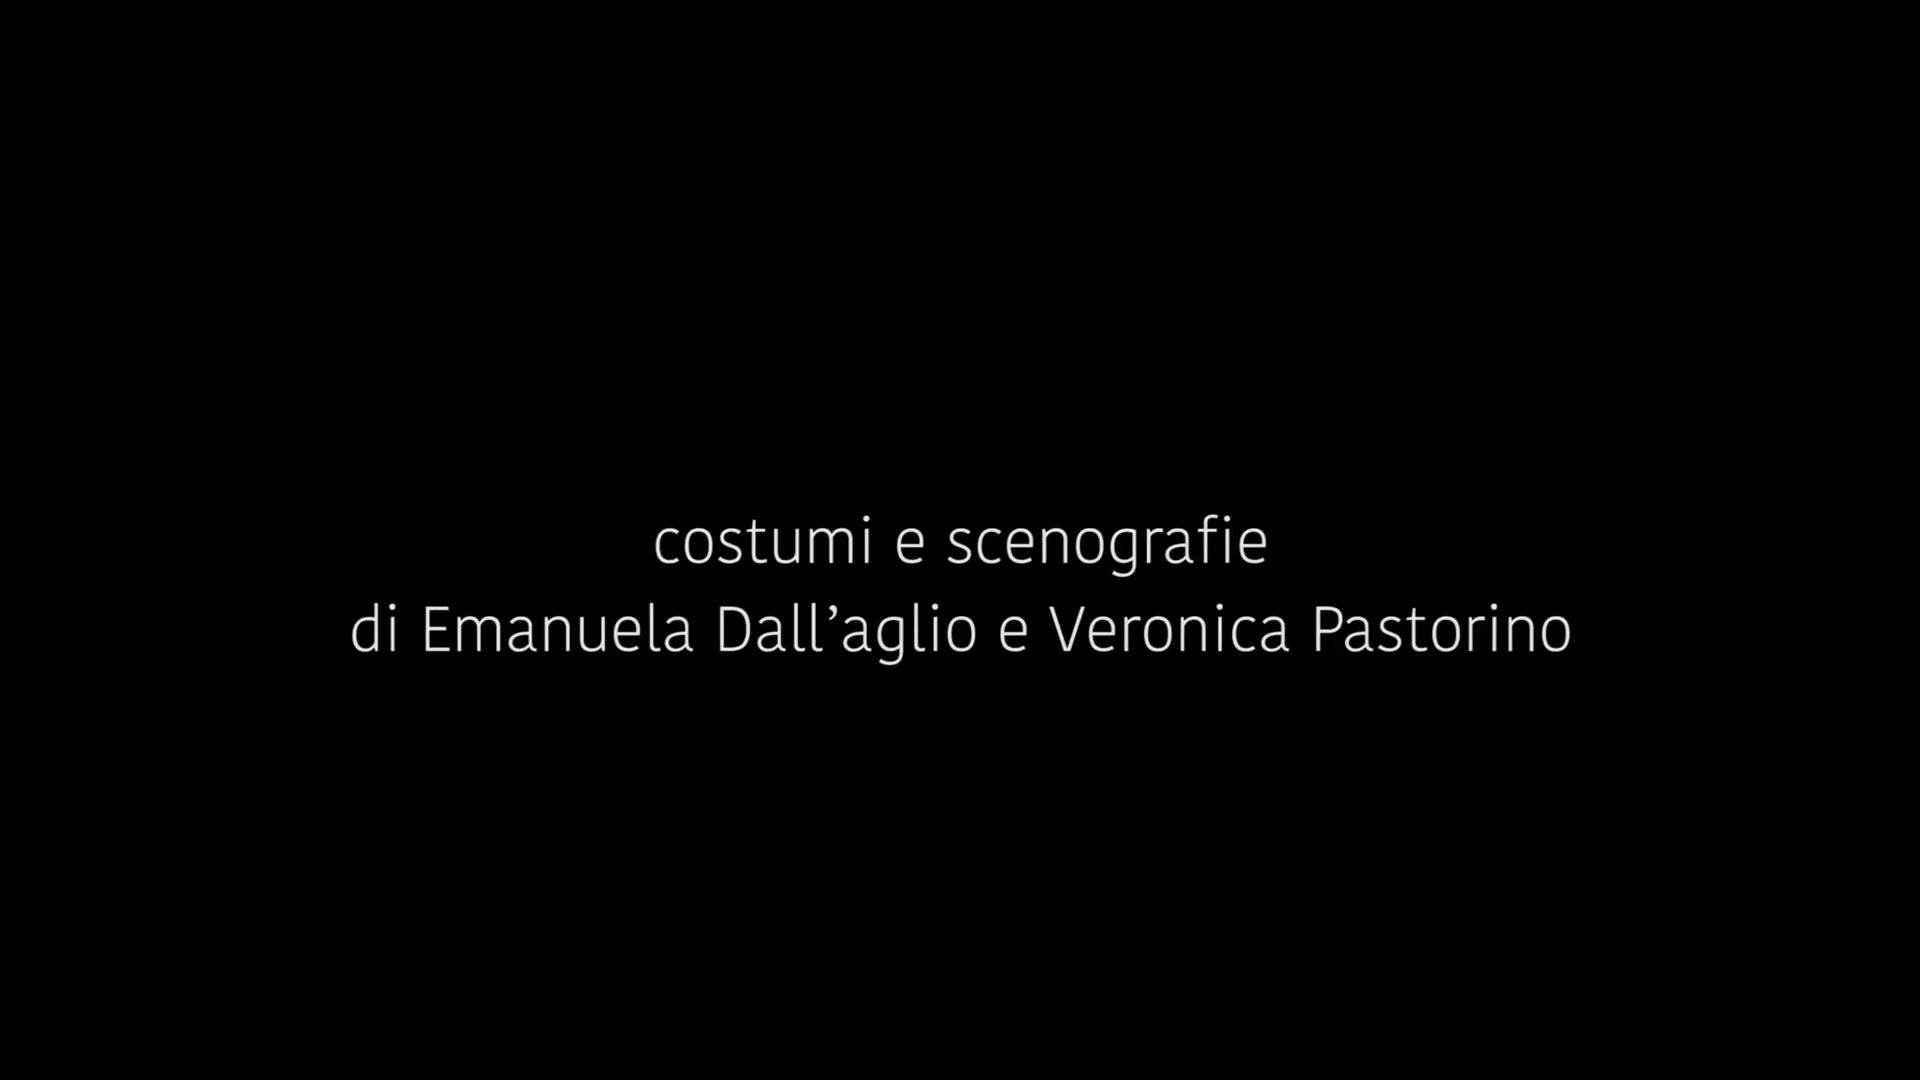 costumi e scenografie
di Emanuela Dall’aglio e Veronica Pastorino